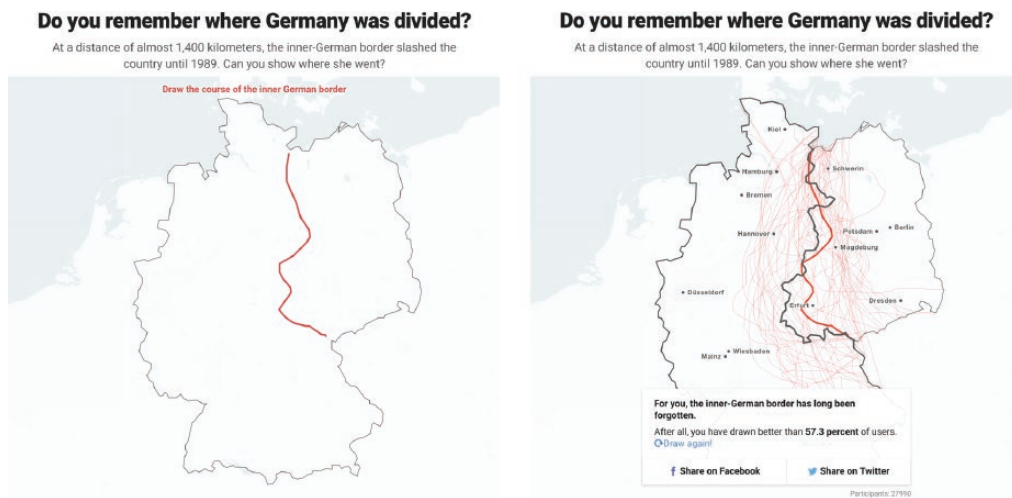 Do you remember where Germany was divided?
At a distance of almost 1,400 kilometers, the inner-German border slashed the
country until 1989. Can you show where she went?
Draw the course of the inner German border
Do you remember where Germany was divided?
At a distance of almost 1,400 kilometers, the inner-German border slashed the
country until 1989. Can you show where she went?
Kiel
Hamburg
Schwerin
Bremen
Hannover
Potsdam
Berlin
Magdeburg
Düsseldorf
Erfurt
Dresden
Wiesbaden
Mainz
For you, the inner-German border has long been
forgotten.
After all, you have drawn better than 57.3 percent of users.
Draw again!
Share on Facebook
Share on Twitter
Participants: 27990